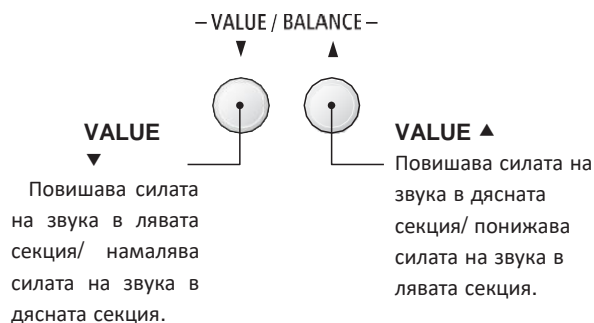 – VALUE / BALANCE –
▼ ▲
VALUE
▼
Повишава силата
на звука в лявата
секция/ намалява
силата на звука в
дясната секция.
VALUE ▲
Повишава силата на
звука в дясната
секция/ понижава
силата на звука в
лявата секция.